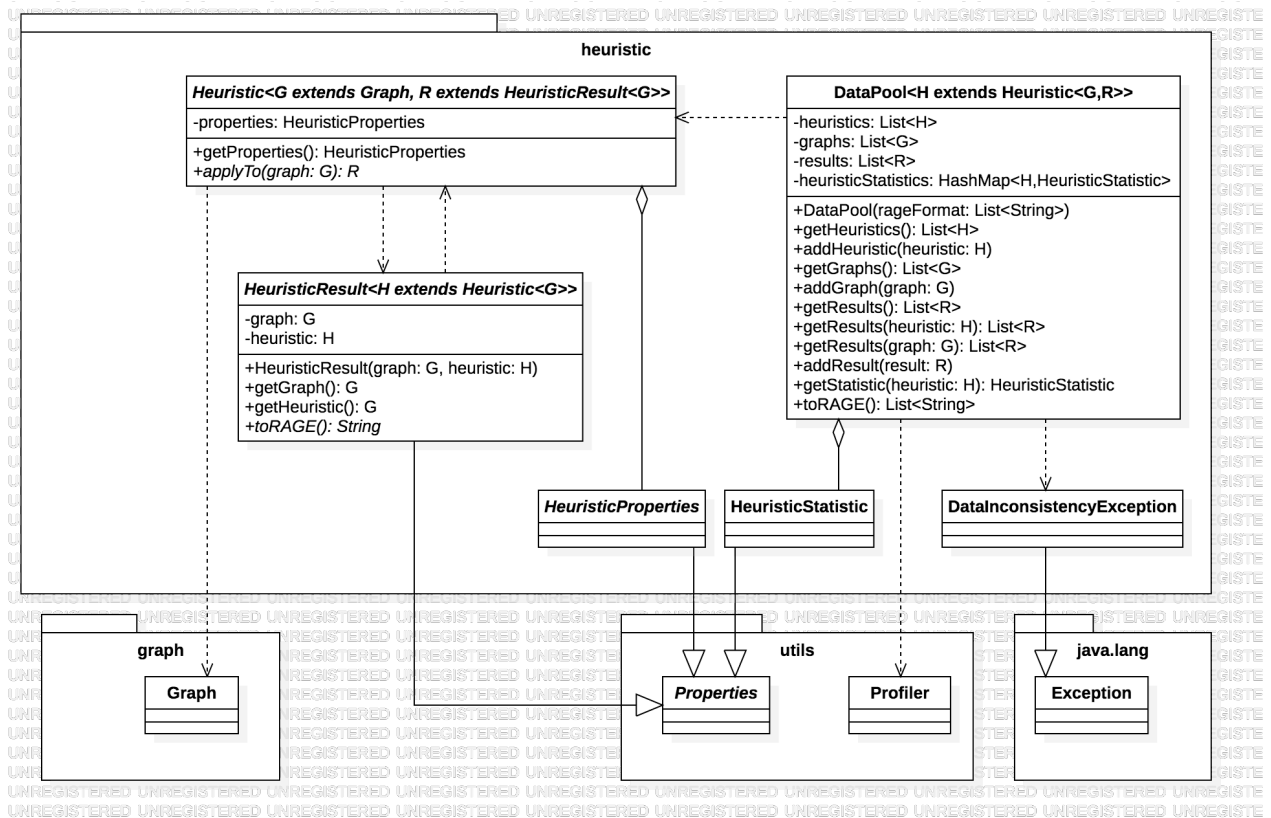 heuristic
Heuristic<G extends Graph, R extends HeuristicResult<G>>
-properties: HeuristicProperties
+getProperties(): HeuristicProperties
+applyTo(graph: G): R
DataPool<H extends Heuristic<G,R>>
-heuristics: List<H>
-graphs: List<G>
-results: List<R>
-heuristicStatistics: HashMap<H,HeuristicStatistic>
+DataPool(rageFormat: List<String>)
+getHeuristics(): List<H>
+addHeuristic(heuristic: H)
+getGraphs(): List<G>
+addGraph(graph: G)
+getResults(): List<R>
+getResults(heuristic: H): List<R>
+getResults(graph: G): List<R>
+addResult(result: R)
+getStatistic(heuristic: H): HeuristicStatistic
+toRAGE(): List<String>
HeuristicResult<H extends Heuristic<G>>
-graph: G
-heuristic: H
+HeuristicResult(graph: G, heuristic: H)
+getGraph(): G
+getHeuristic(): G
+toRAGE(): String
HeuristicProperties
HeuristicStatistic
DataInconsistencyException
graph
Graph
utils
Properties
Profiler
java.lang
Exception
UNREGISTERED